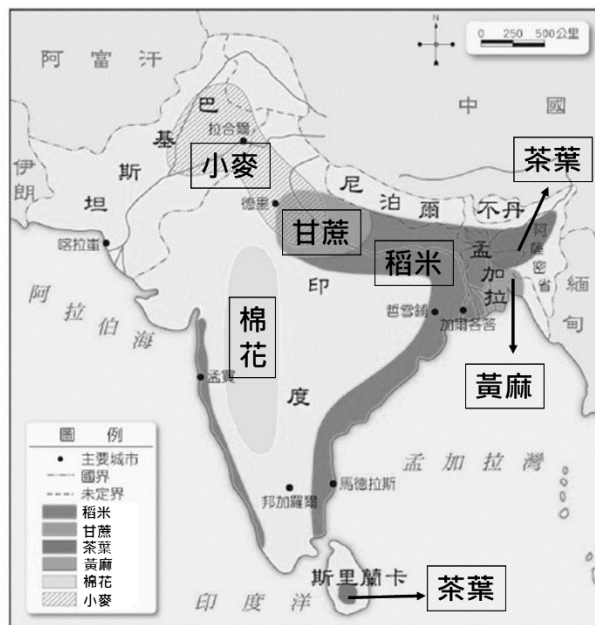 N
0 250 500公里
阿富汗
中國
巴基斯坦
拉合爾
伊朗
小麥
茶葉
尼泊爾
不丹
德里
甘蔗
稻米
孟加拉
阿薩密省
緬甸
喀拉蚩
印度
哲雪鋪
加爾各答
阿拉伯海
棉花
孟買
黃麻
圖例
主要城市
國界
未定界
稻米
甘蔗
茶葉
黃麻
棉花
小麥
孟加拉灣
邦加羅爾
馬德拉斯
斯里蘭卡
茶葉
印度洋